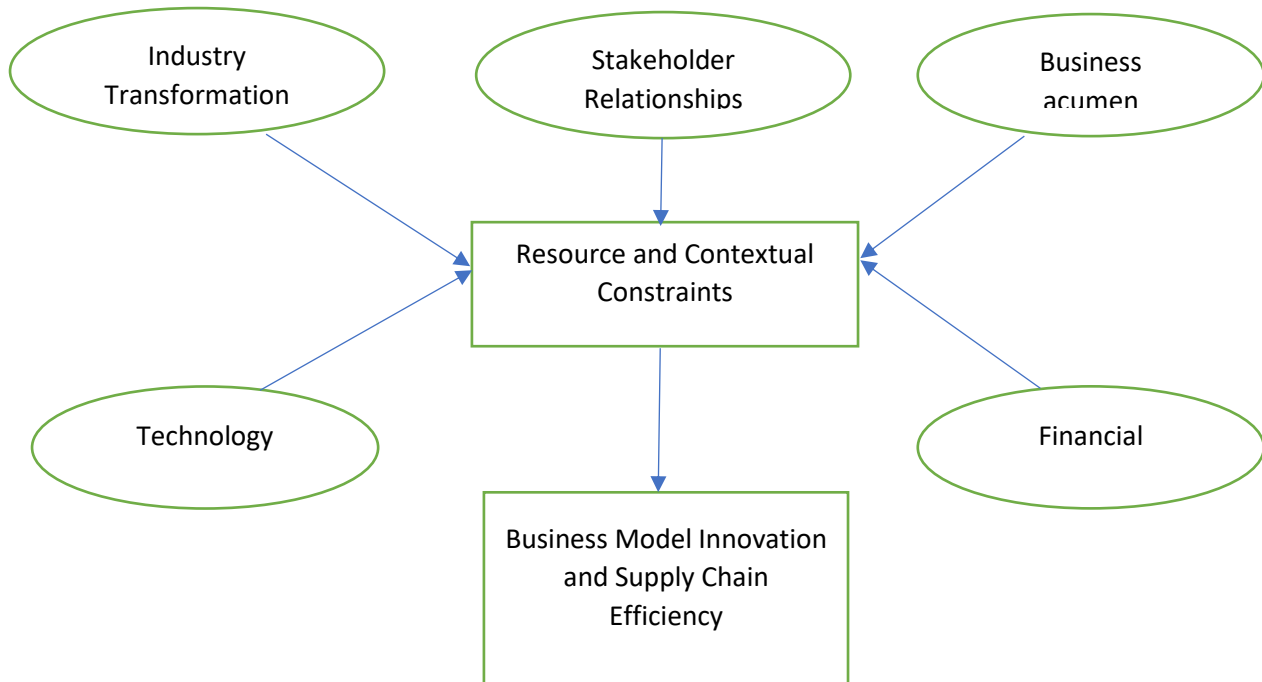 Industry
Transformation
Stakeholder
Relationships
Business
acumen
Resource and Contextual
Constraints
Technology
Financial
Business Model Innovation
and Supply Chain
Efficiency